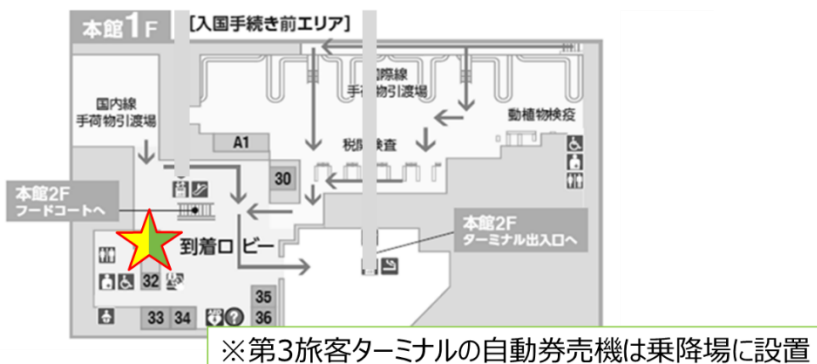 本館1F [入国手続き前エリア]
国内線
手荷物引渡場
国際線
手荷物引渡場
動植物検疫
A1
税関検査
30
本館2F
フードコートへ
到着ロビー
本館2F
ターミナル出入口へ
32
35
33 34 ? 36
※第3旅客ターミナルの自動券売機は乗降場に設置